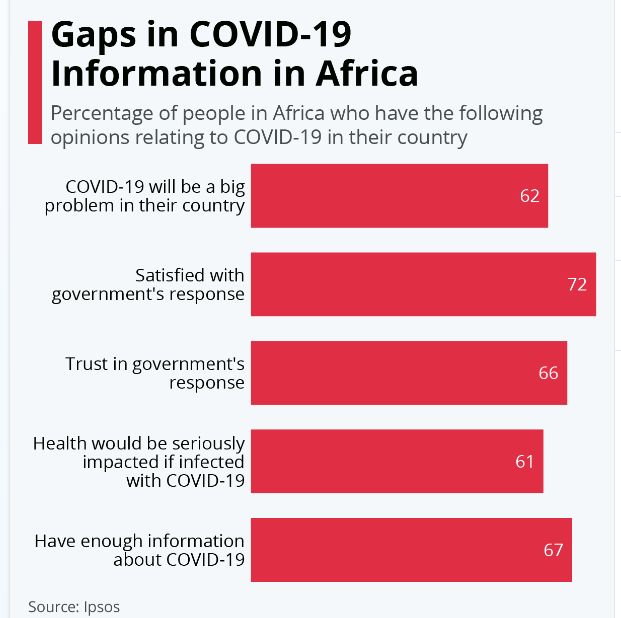 Gaps in COVID-19
Information in Africa
Percentage of people in Africa who have the following
opinions relating to COVID-19 in their country
COVID-19 will be a big
problem in their country
62
Satisfied with
government's response
72
Trust in government's
response
66
Health would be seriously
impacted if infected
with COVID-19
61
Have enough information
about COVID-19
67
Source: Ipsos